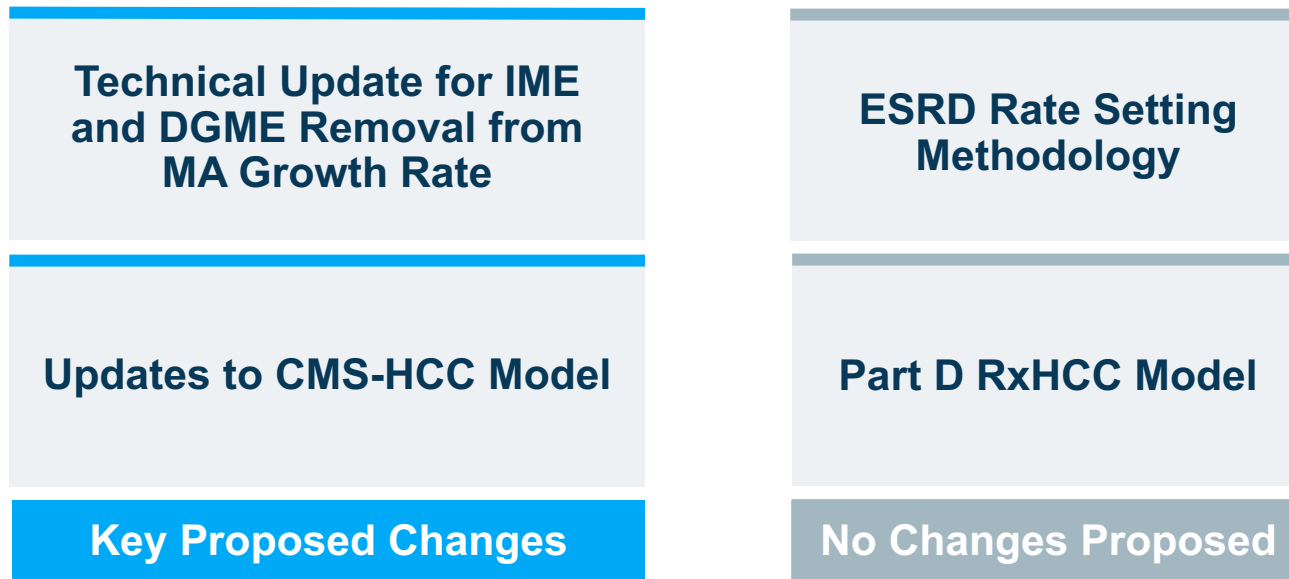 Technical Update for IME
and DGME Removal from
MA Growth Rate
Updates to CMS-HCC Model
Key Proposed Changes
ESRD Rate Setting
Methodology
Part D RxHCC Model
No Changes Proposed